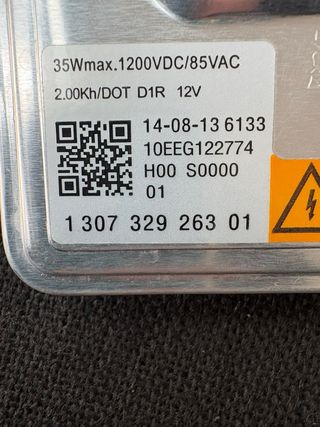 35Wmax.1200VDC/85VAC
2.00Kh/DOT D1R 12V
14-08-13 6133
10EEG122774
H00 S0000
01
1 307 329 263 01